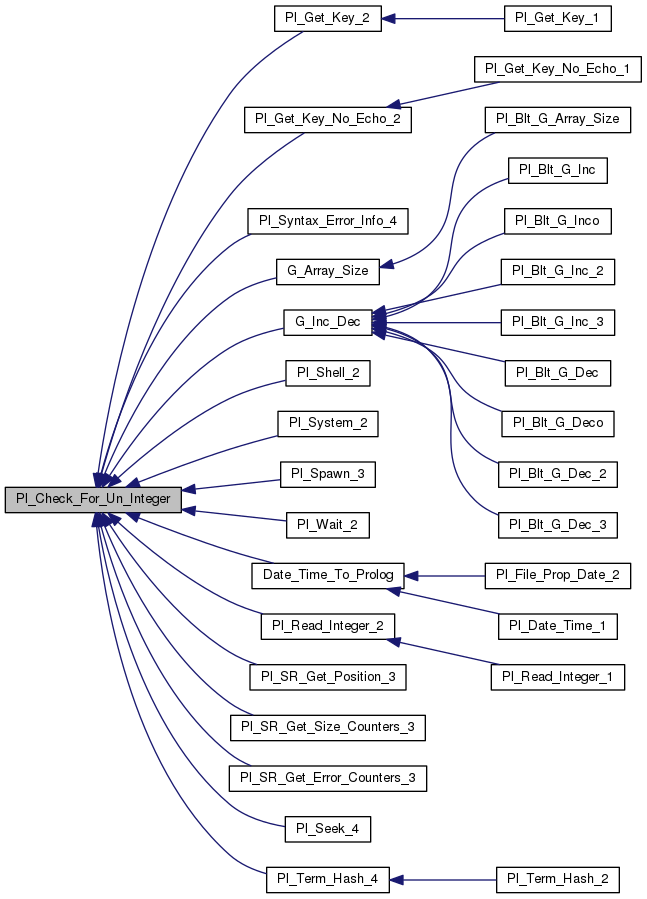 Pl_Get_Key_2
Pl_Get_Key_1
Pl_Get_Key_No_Echo_1
Pl_Get_Key_No_Echo_2
Pl_Blt_G_Array_Size
Pl_Blt_G_Inc
Pl_Syntax_Error_Info_4
Pl_Blt_G_Inco
G_Array_Size
Pl_Blt_G_Inc_2
G_Inc_Dec
Pl_Blt_G_Inc_3
Pl_Shell_2
Pl_Blt_G_Dec
Pl_System_2
Pl_Blt_G_Deco
Pl_Spawn_3
Pl_Blt_G_Dec_2
Pl_Check_For_Un_Integer
Pl_Wait_2
Pl_Blt_G_Dec_3
Date_Time_To_Prolog
Pl_File_Prop_Date_2
Pl_Read_Integer_2
Pl_Date_Time_1
Pl_SR_Get_Position_3
Pl_Read_Integer_1
Pl_SR_Get_Size_Counters_3
Pl_SR_Get_Error_Counters_3
Pl_Seek_4
Pl_Term_Hash_4
Pl_Term_Hash_2